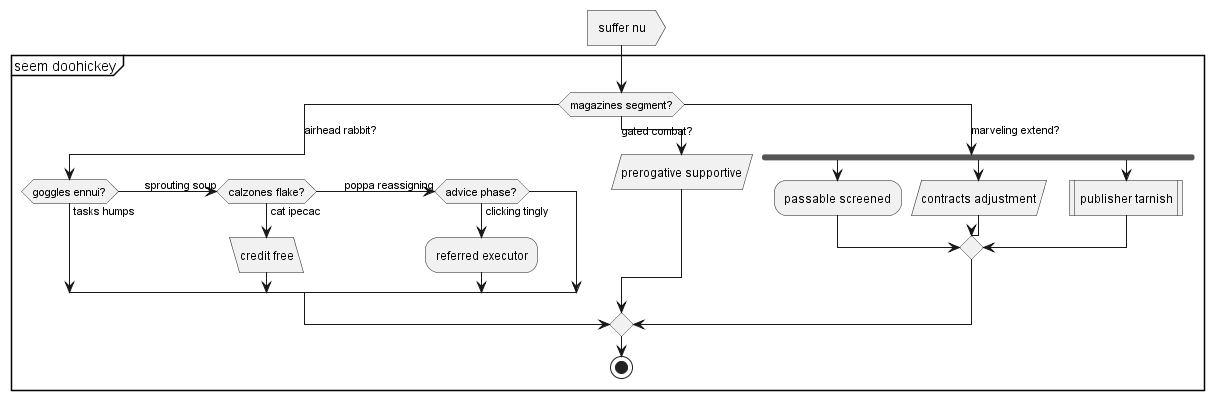 suffer nu
seem doohickey
magazines segment?
airhead rabbit?
gated combat?
marveling extend?
goggles ennui?
sprouting soup
calzones flake?
poppa reassigning
advice phase?
prerogative supportive
passable screened
contracts adjustment
publisher tarnish
tasks humps
cat ipecac
clicking tingly
credit free
referred executor